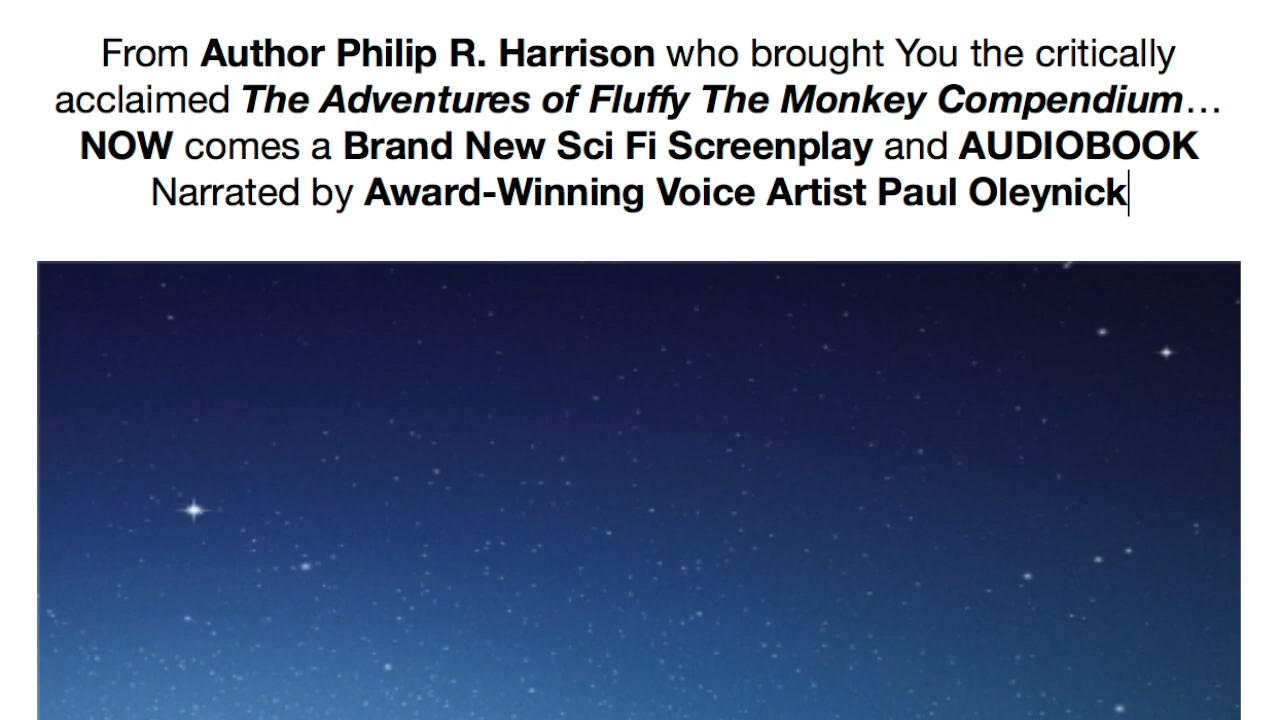 From Author Philip R. Harrison who brought You the critically
acclaimed The Adventures of Fluffy The Monkey Compendium…
NOW comes a Brand New Sci Fi Screenplay and AUDIOBOOK
Narrated by Award-Winning Voice Artist Paul Oleynick